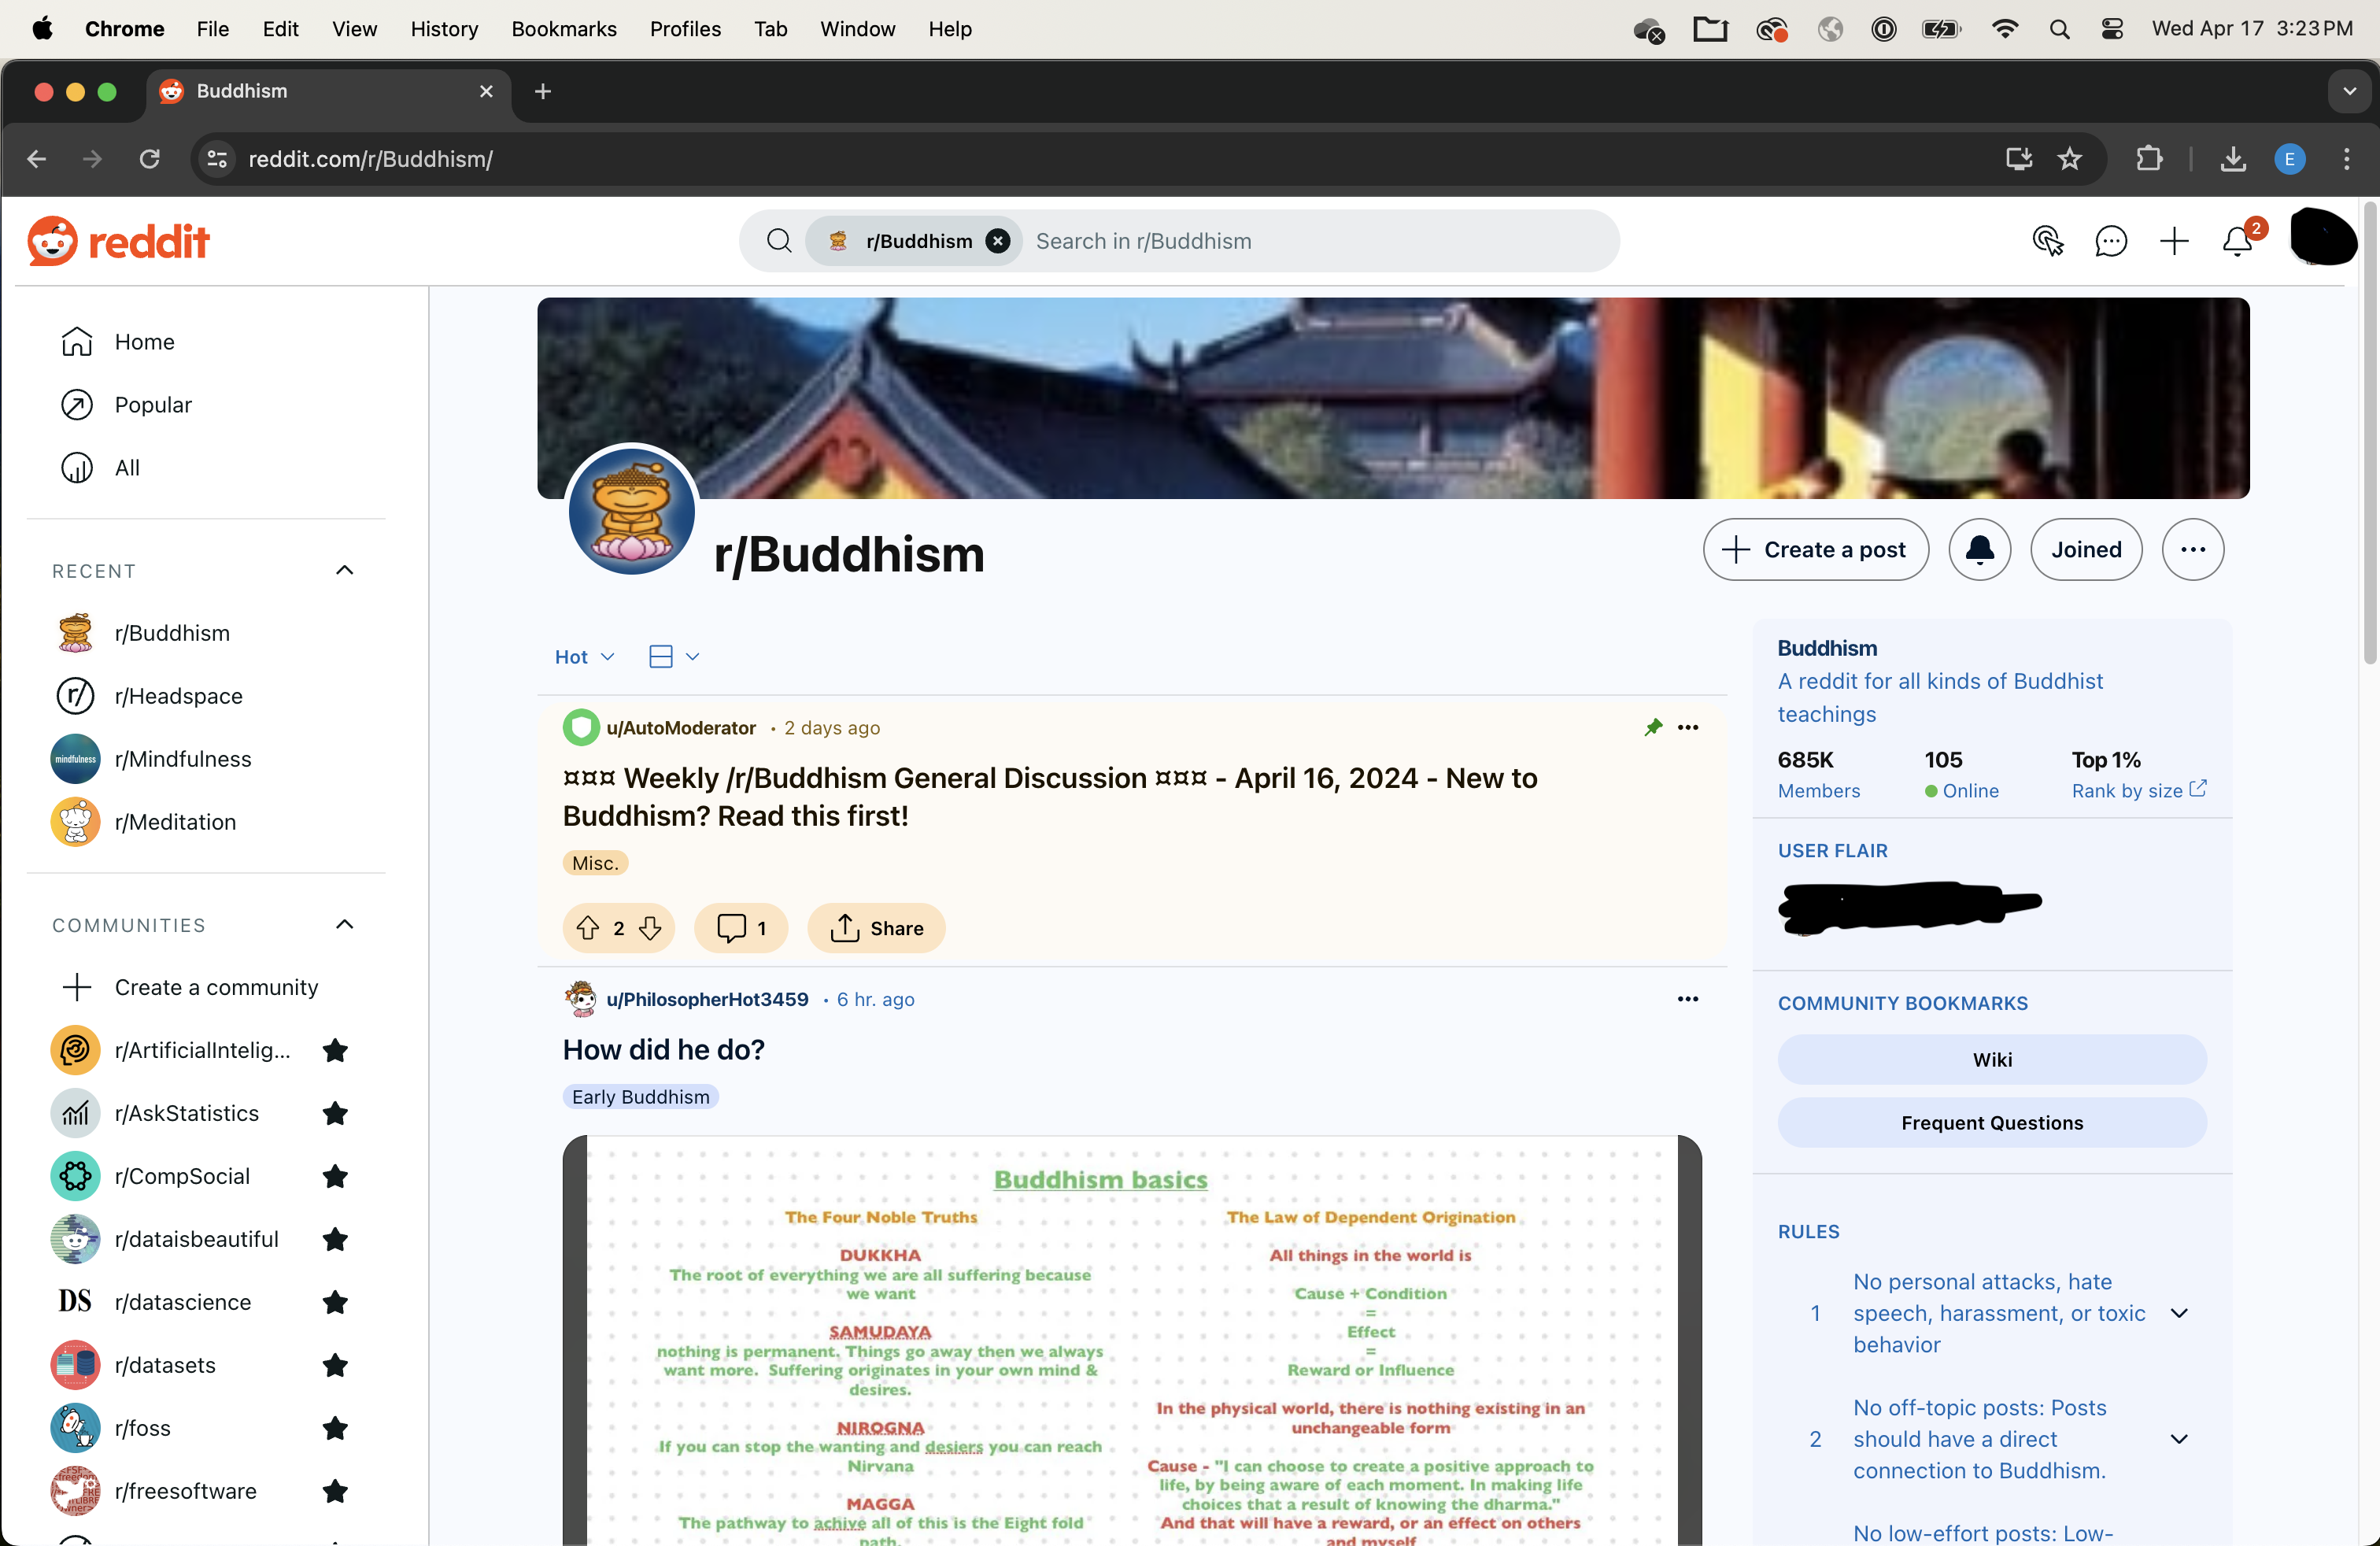 Chrome File Edit View History Bookmarks Profiles Tab Window Help Wed Apr 17 3:23 PM
Buddhism
reddit.com/r/Buddhism/
E
reddit
r/Buddhism Search in r/Buddhism
2
Home
Popular
All
RECENT
r/Buddhism
r/Headspace
mindfulness r/Mindfulness
r/Meditation
COMMUNITIES
Create a community
r/ArtificialIntelig...
r/AskStatistics
r/CompSocial
r/dataisbeautiful
DS r/datascience
r/datasets
r/foss
r/freesoftware
r/Buddhism
Create a post
Joined
Hot
u/AutoModerator • 2 days ago
¤¤¤ Weekly /r/Buddhism General Discussion ¤¤¤ - April 16, 2024 - New to
Buddhism? Read this first!
Misc.
2 1 Share
u/PhilosopherHot3459 • 6 hr. ago
How did he do?
Early Buddhism
Buddhism basics
The Four Noble Truths
DUKKHA
The root of everything we are all suffering because
we want
SAMUDAYA
nothing is permanent. Things go away then we always
want more. Suffering originates in your own mind &
desires.
NIROGNA
If you can stop the wanting and desiers you can reach
Nirvana
MAGGA
The pathway to achive all of this is the Eight fold
path.
The Law of Dependent Origination
All things in the world is
Cause + Condition
=
Effect
=
Reward or Influence
In the physical world, there is nothing existing in an
unchangeable form
Cause - "I can choose to create a positive approach to
life, by being aware of each moment. In making life
choices that a result of knowing the dharma."
And that will have a reward, or an effect on others
and myself
Buddhism
A reddit for all kinds of Buddhist
teachings
685K 105 Top 1%
Members Online Rank by size
USER FLAIR
COMMUNITY BOOKMARKS
Wiki
Frequent Questions
RULES
1 No personal attacks, hate
speech, harassment, or toxic
behavior
2 No off-topic posts: Posts
should have a direct
connection to Buddhism.
No low-effort posts: Low-